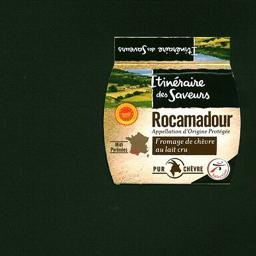 Itinéraire
des Saveurs
Itinéraire
des Saveurs
Rocamadour
Appellation d'Origine Protégée
Fromage de chèvre
au lait cru
Midi
Pyrénées
PUR CHÈVRE